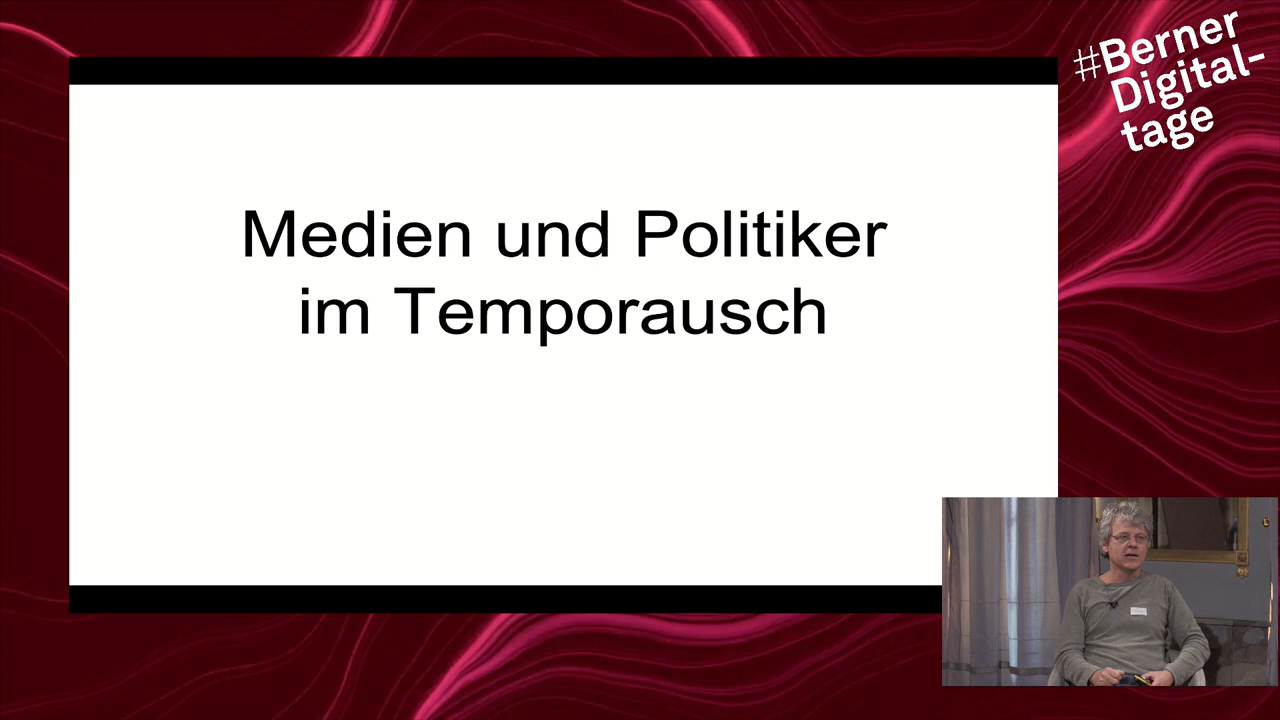 #Berner
Digital-
tage
Medien und Politiker
im Temporausch